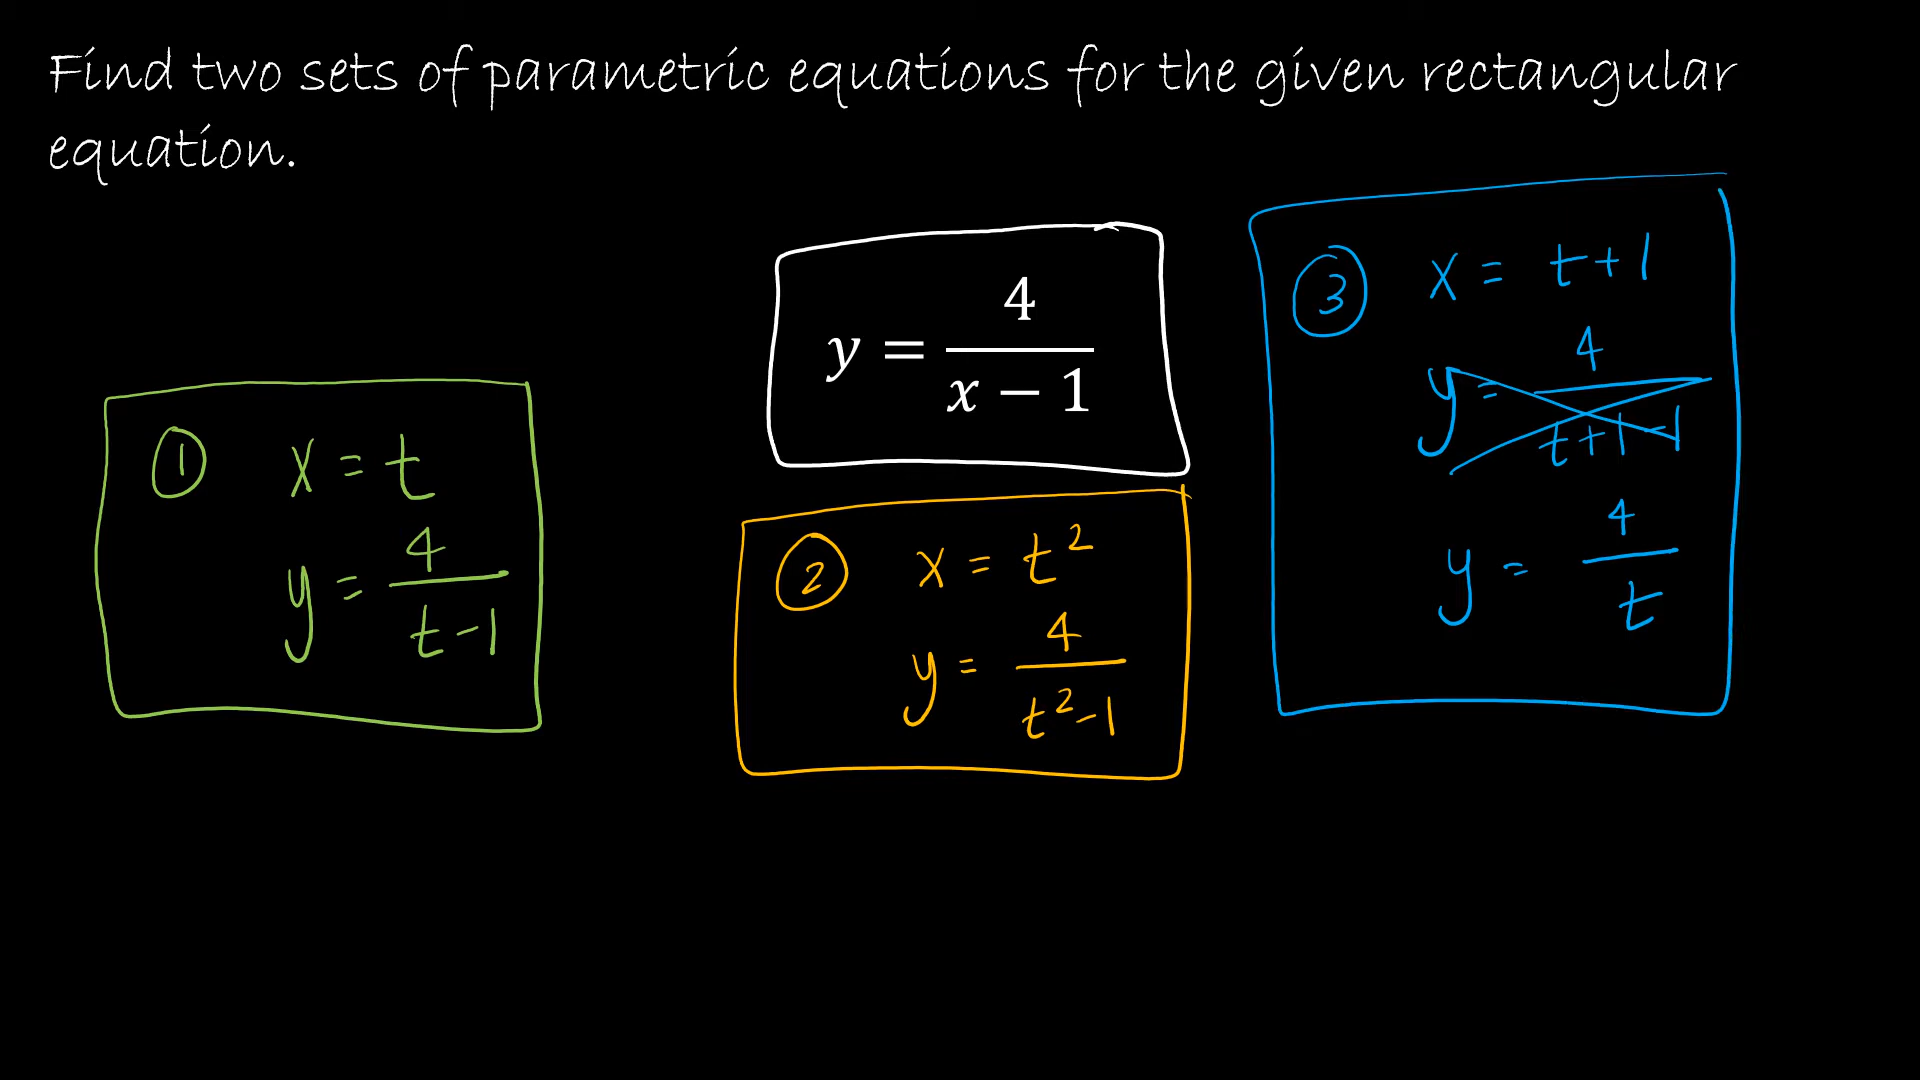 Find two sets of parametric equations for the given rectangular
equation.
y = 4/(x − 1)
① x = t
y = 4/(t-1)
② x = t²
y = 4/(t²-1)
③ x = t+1
y = 4/(t+1-1)
y = 4/t